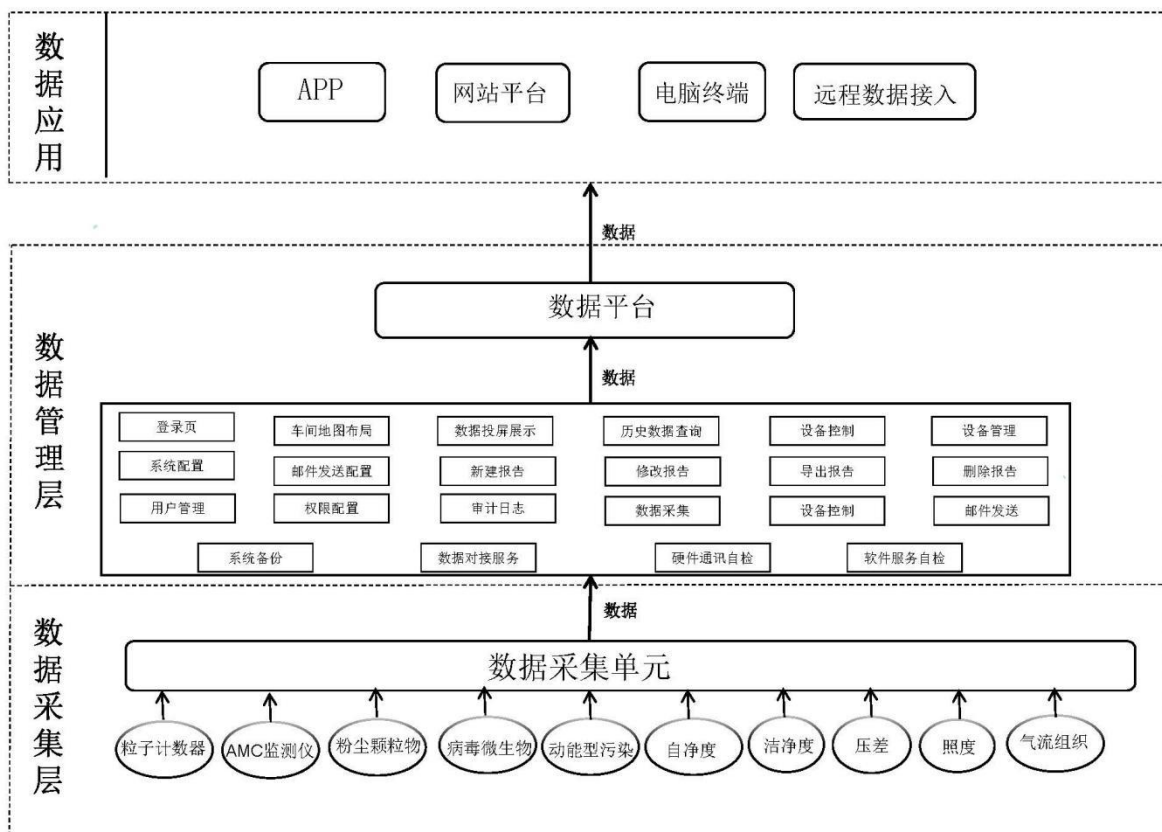 数据应用
APP
网站平台
电脑终端
远程数据接入
数据
数据管理层
数据平台
数据
登录页
车间地图布局
数据投屏展示
历史数据查询
设备控制
设备管理
系统配置
邮件发送配置
新建报告
修改报告
导出报告
删除报告
用户管理
权限配置
审计日志
数据采集
设备控制
邮件发送
系统备份
数据对接服务
硬件通讯自检
软件服务自检
数据
数据采集层
数据采集单元
粒子计数器
AMC监测仪
粉尘颗粒物
病毒微生物
动能型污染
自净度
洁净度
压差
照度
气流组织